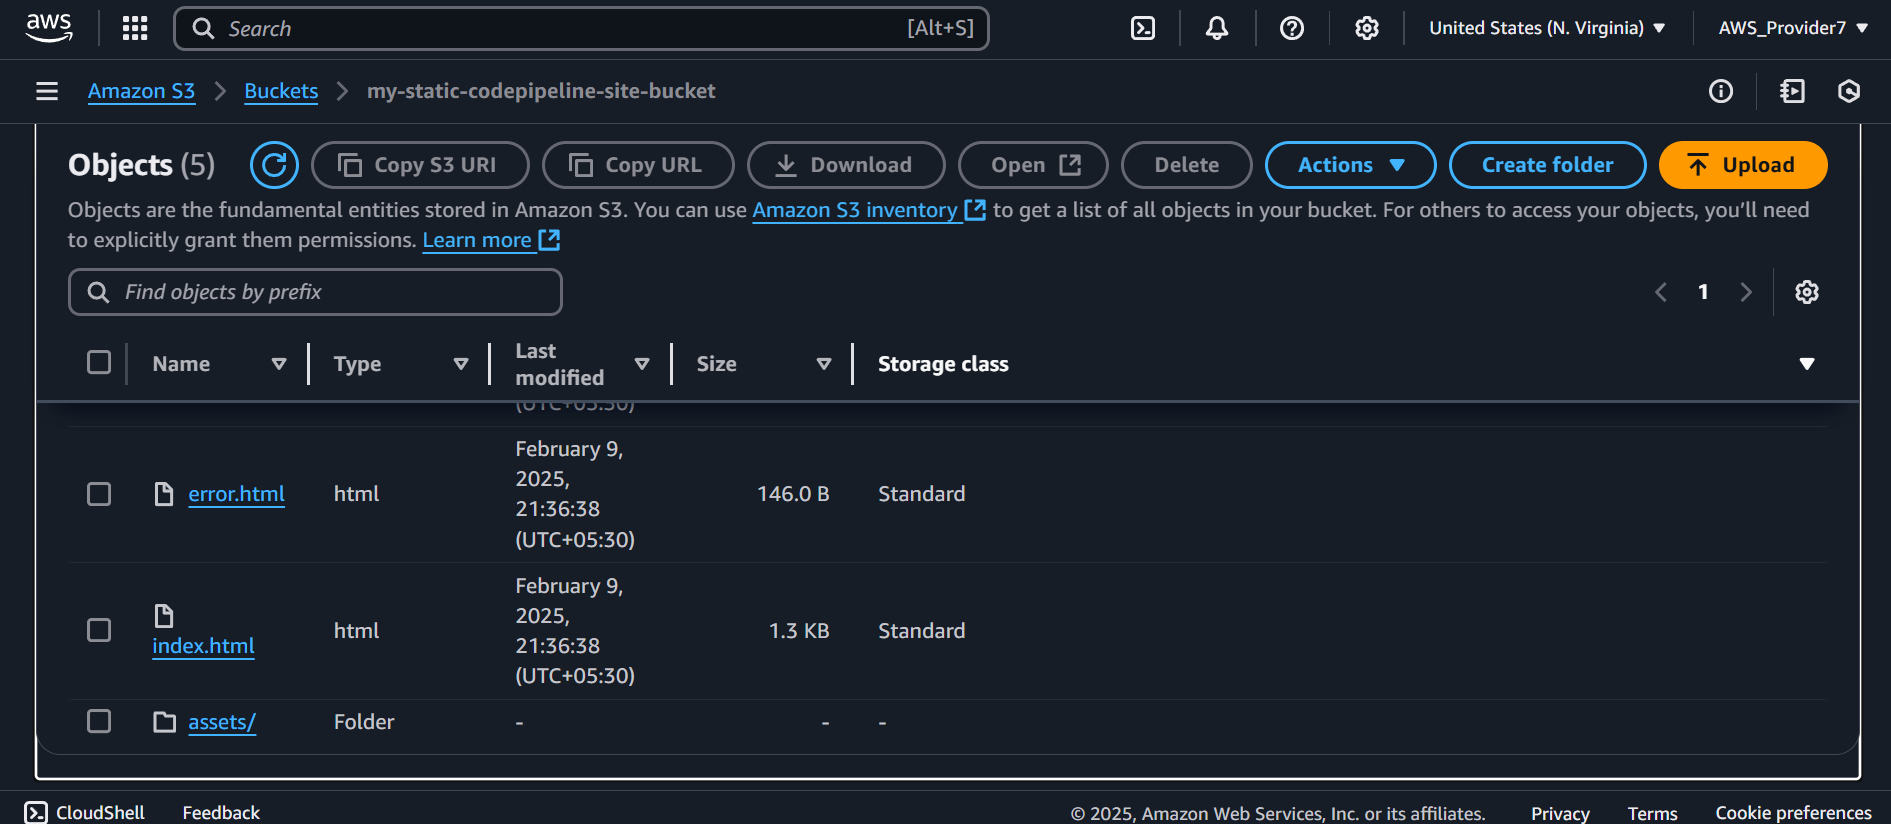 aws
Search [Alt+S]
United States (N. Virginia)
AWS_Provider7
Amazon S3 > Buckets > my-static-codepipeline-site-bucket
Objects (5)
Copy S3 URI
Copy URL
Download
Open
Delete
Actions
Create folder
Upload
Objects are the fundamental entities stored in Amazon S3. You can use Amazon S3 inventory to get a list of all objects in your bucket. For others to access your objects, you’ll need
to explicitly grant them permissions. Learn more
Find objects by prefix
1
Name
Type
Last
modified
Size
Storage class
(UTC+05:30)
error.html
html
February 9,
2025,
21:36:38
(UTC+05:30)
146.0 B
Standard
index.html
html
February 9,
2025,
21:36:38
(UTC+05:30)
1.3 KB
Standard
assets/
Folder
-
-
-
CloudShell
Feedback
© 2025, Amazon Web Services, Inc. or its affiliates.
Privacy
Terms
Cookie preferences